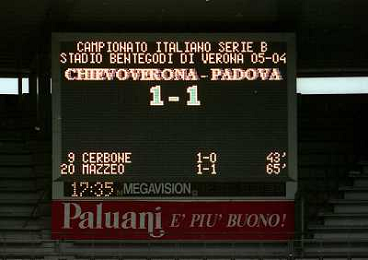 CAMPIONATO ITALIANO SERIE B
STADIO BENTEGODI DI VERONA 05-04
CHIEVOVERONA - PADOVA
1-1
9 CERBONE 1-0 43'
20 MAZZEO 1-1 65'
17:35 MEGAVISION
Paluani E' PIU' BUONO!